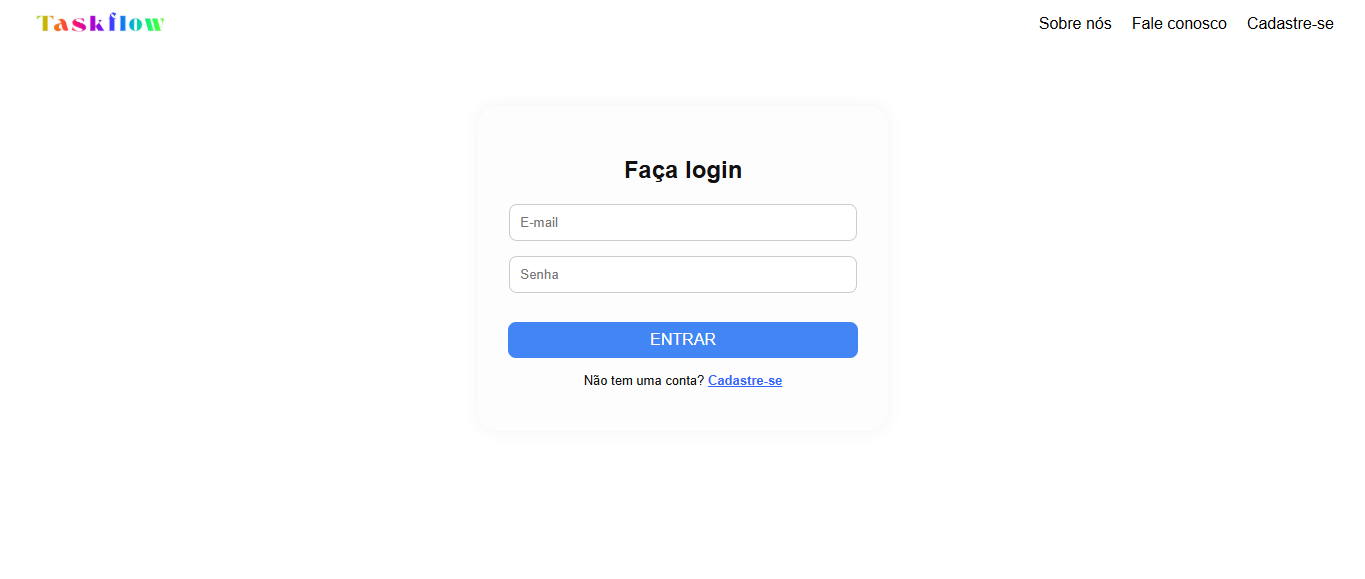 Taskflow
Sobre nós Fale conosco Cadastre-se
Faça login
E-mail
Senha
ENTRAR
Não tem uma conta? Cadastre-se